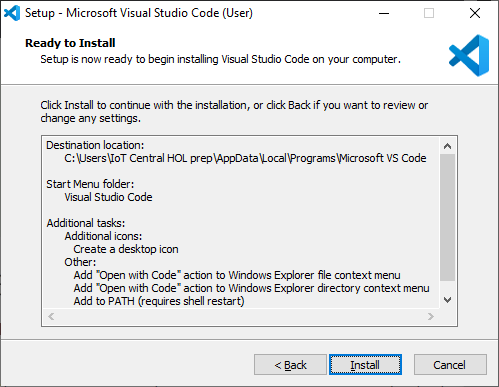 Setup - Microsoft Visual Studio Code (User)
Ready to Install
Setup is now ready to begin installing Visual Studio Code on your computer.
Click Install to continue with the installation, or click Back if you want to review or
change any settings.
Destination location:
C:\Users\IoT Central HOL prep\AppData\Local\Programs\Microsoft VS Code
Start Menu folder:
Visual Studio Code
Additional tasks:
Additional icons:
Create a desktop icon
Other:
Add "Open with Code" action to Windows Explorer file context menu
Add "Open with Code" action to Windows Explorer directory context menu
Add to PATH (requires shell restart)
< Back
Install
Cancel